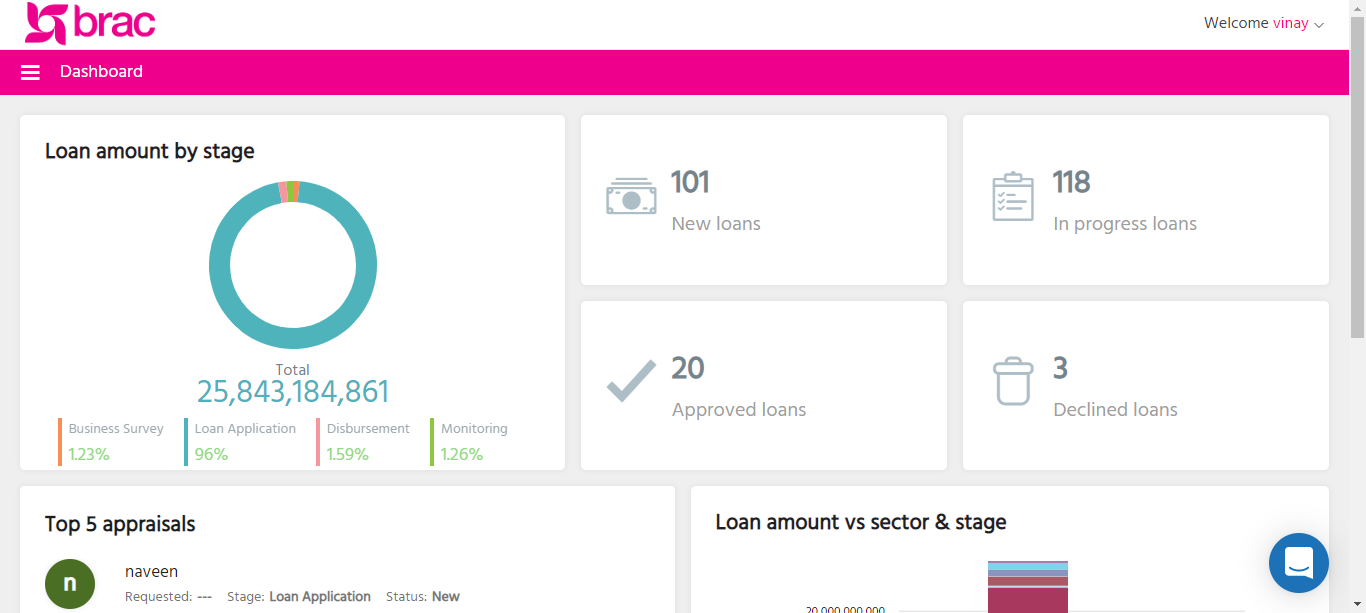 brac
Welcome vinay
Dashboard
Loan amount by stage
Total
25,843,184,861
Business Survey
1.23%
Loan Application
96%
Disbursement
1.59%
Monitoring
1.26%
101
New loans
118
In progress loans
20
Approved loans
3
Declined loans
Top 5 appraisals
n
naveen
Requested: --- Stage: Loan Application Status: New
Loan amount vs sector & stage
20,000,000,000